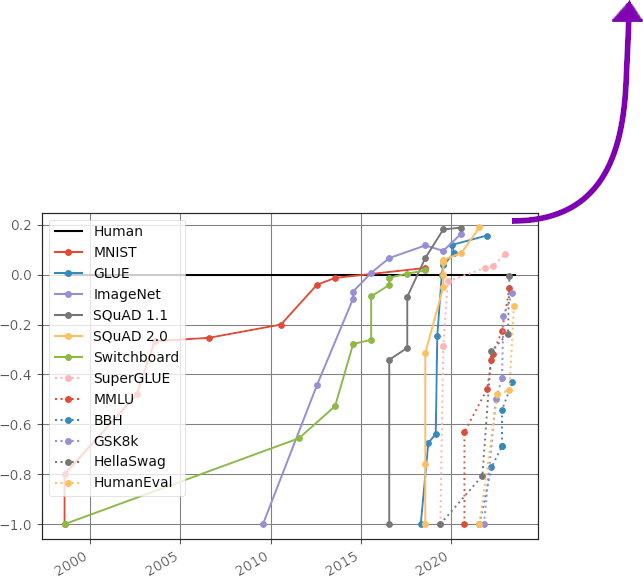 0.2
Human
MNIST
0.0
GLUE
ImageNet
−0.2
SQuAD 1.1
SQuAD 2.0
−0.4
Switchboard
SuperGLUE
MMLU
−0.6
BBH
GSK8k
−0.8
HellaSwag
HumanEval
−1.0
2000
2005
2010
2015
2020